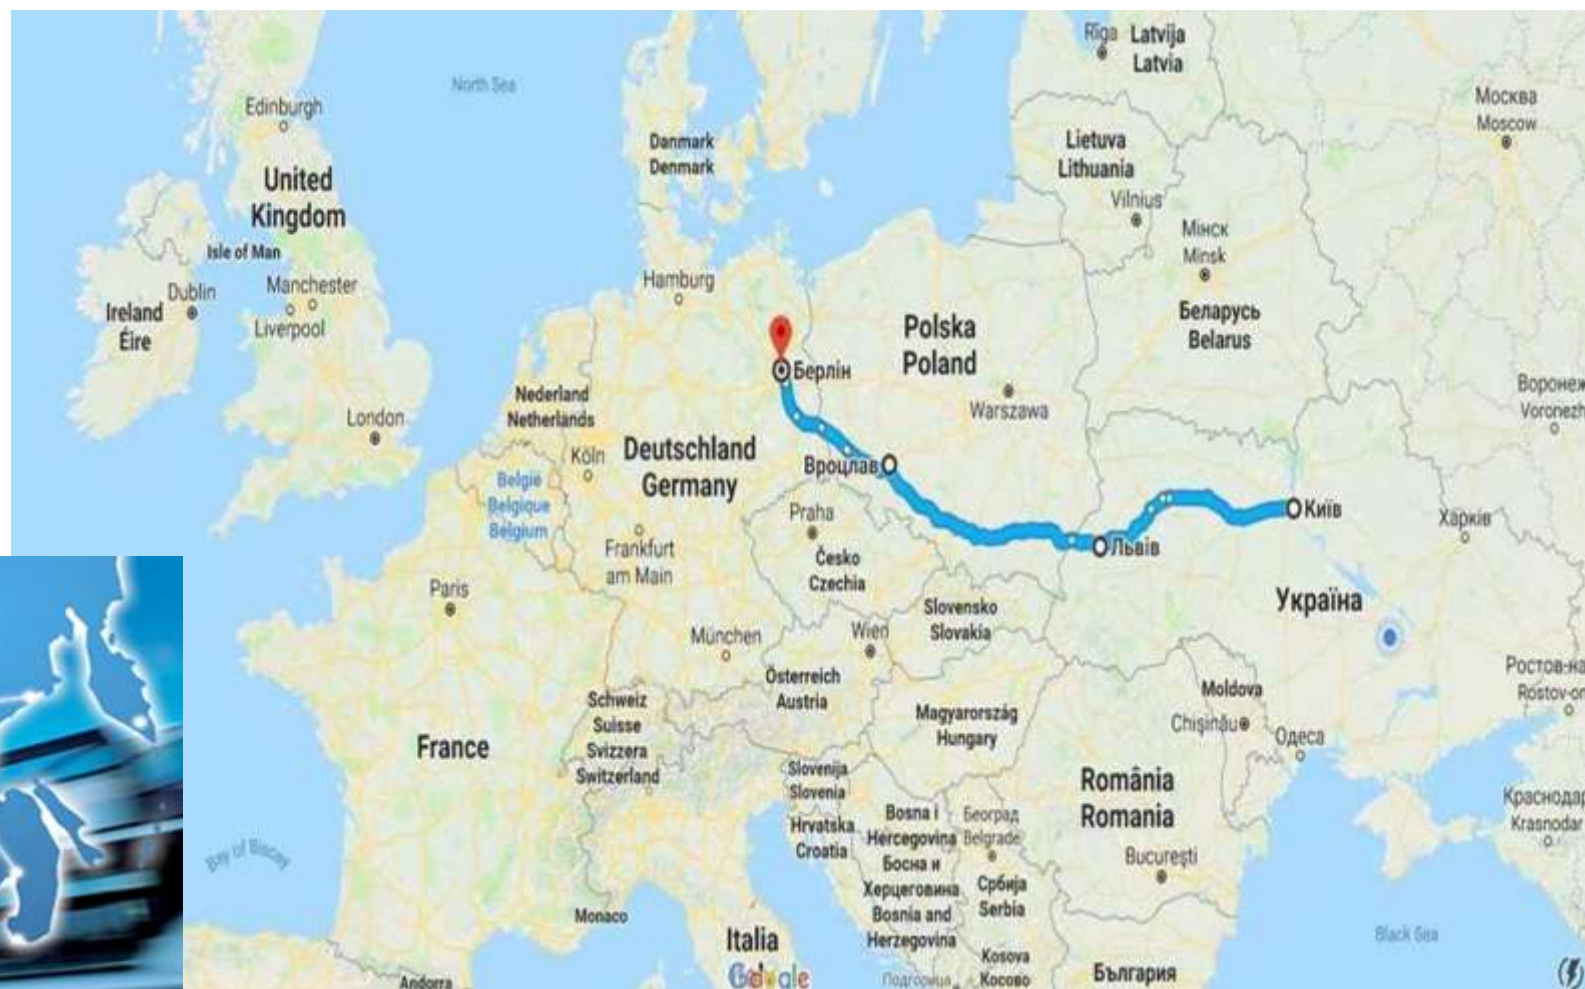 Rīga
Latvija
Latvia
Москва
Moscow
North Sea
Edinburgh
Danmark
Denmark
Lietuva
Lithuania
Vilnius
United
Kingdom
Мінск
Minsk
Isle of Man
Hamburg
Dublin
Manchester
Ireland
Éire
Liverpool
Беларусь
Belarus
Polska
Poland
Берлін
Warszawa
Воронеж
Voronezh
Nederland
Netherlands
London
Deutschland
Germany
Köln
Вроцлав
België
Belgique
Belgium
Praha
Київ
Харків
Львів
Frankfurt
am Main
Česko
Czechia
Paris
Slovensko
Slovakia
Україна
München
Wien
Österreich
Austria
Ростов-на
Rostov-on
Moldova
Chișinău
Одеса
Schweiz
Suisse
Svizzera
Switzerland
Magyarország
Hungary
France
Slovenija
Slovenia
România
Romania
Краснодар
Krasnodar
Hrvatska
Croatia
Bosna i
Hercegovina
Босна и
Херцеговина
Bosnia and
Herzegovina
Београд
Belgrade
București
Bay of Biscay
Србија
Serbia
Monaco
Italia
Black Sea
Kosova
Косово
Подгорица
България
Andorra
Google